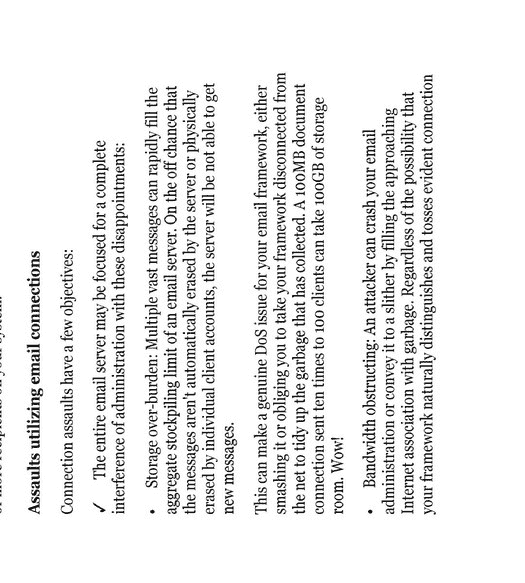 Assaults utilizing email connections
Connection assaults have a few objectives:
✓ The entire email server may be focused for a complete
interference of administration with these disappointments:
• Storage over-burden: Multiple vast messages can rapidly fill the
aggregate stockpiling limit of an email server. On the off chance that
the messages aren't automatically erased by the server or physically
erased by individual client accounts, the server will be not able to get
new messages.
This can make a genuine DoS issue for your email framework, either
smashing it or obliging you to take your framework disconnected from
the net to tidy up the garbage that has collected. A 100MB document
connection sent ten times to 100 clients can take 100GB of storage
room. Wow!
• Bandwidth obstructing: An attacker can crash your email
administration or convey it to a slither by filling the approaching
Internet association with garbage. Regardless of the possibility that
your framework naturally distinguishes and tosses evident connection